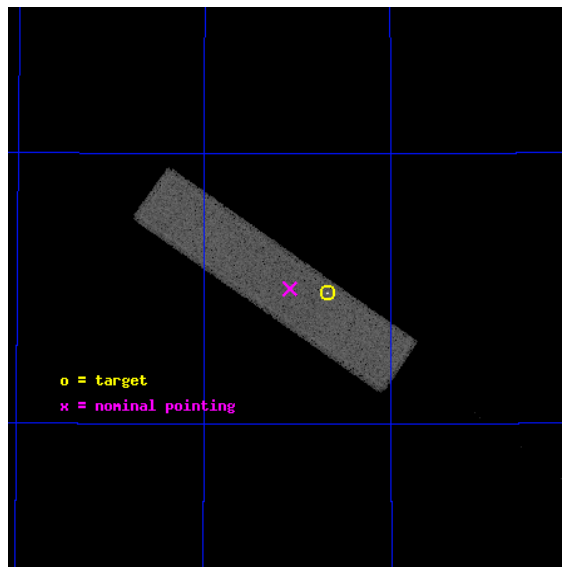 o = target
x = nominal pointing